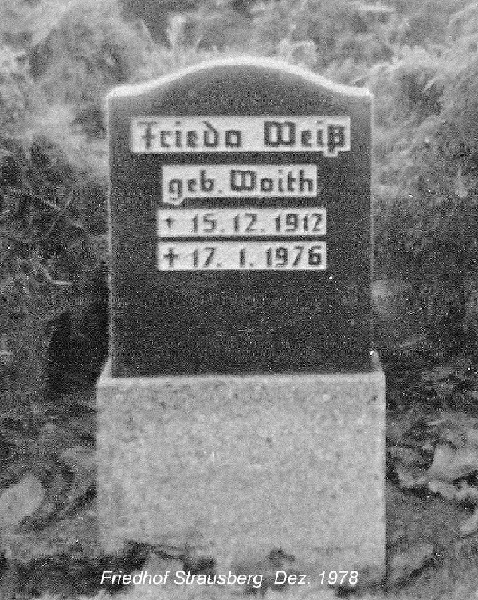 Frieda Weiß
geb. Woith
* 15. 12. 1912
† 17. 1. 1976
Friedhof Strausberg Dez. 1978